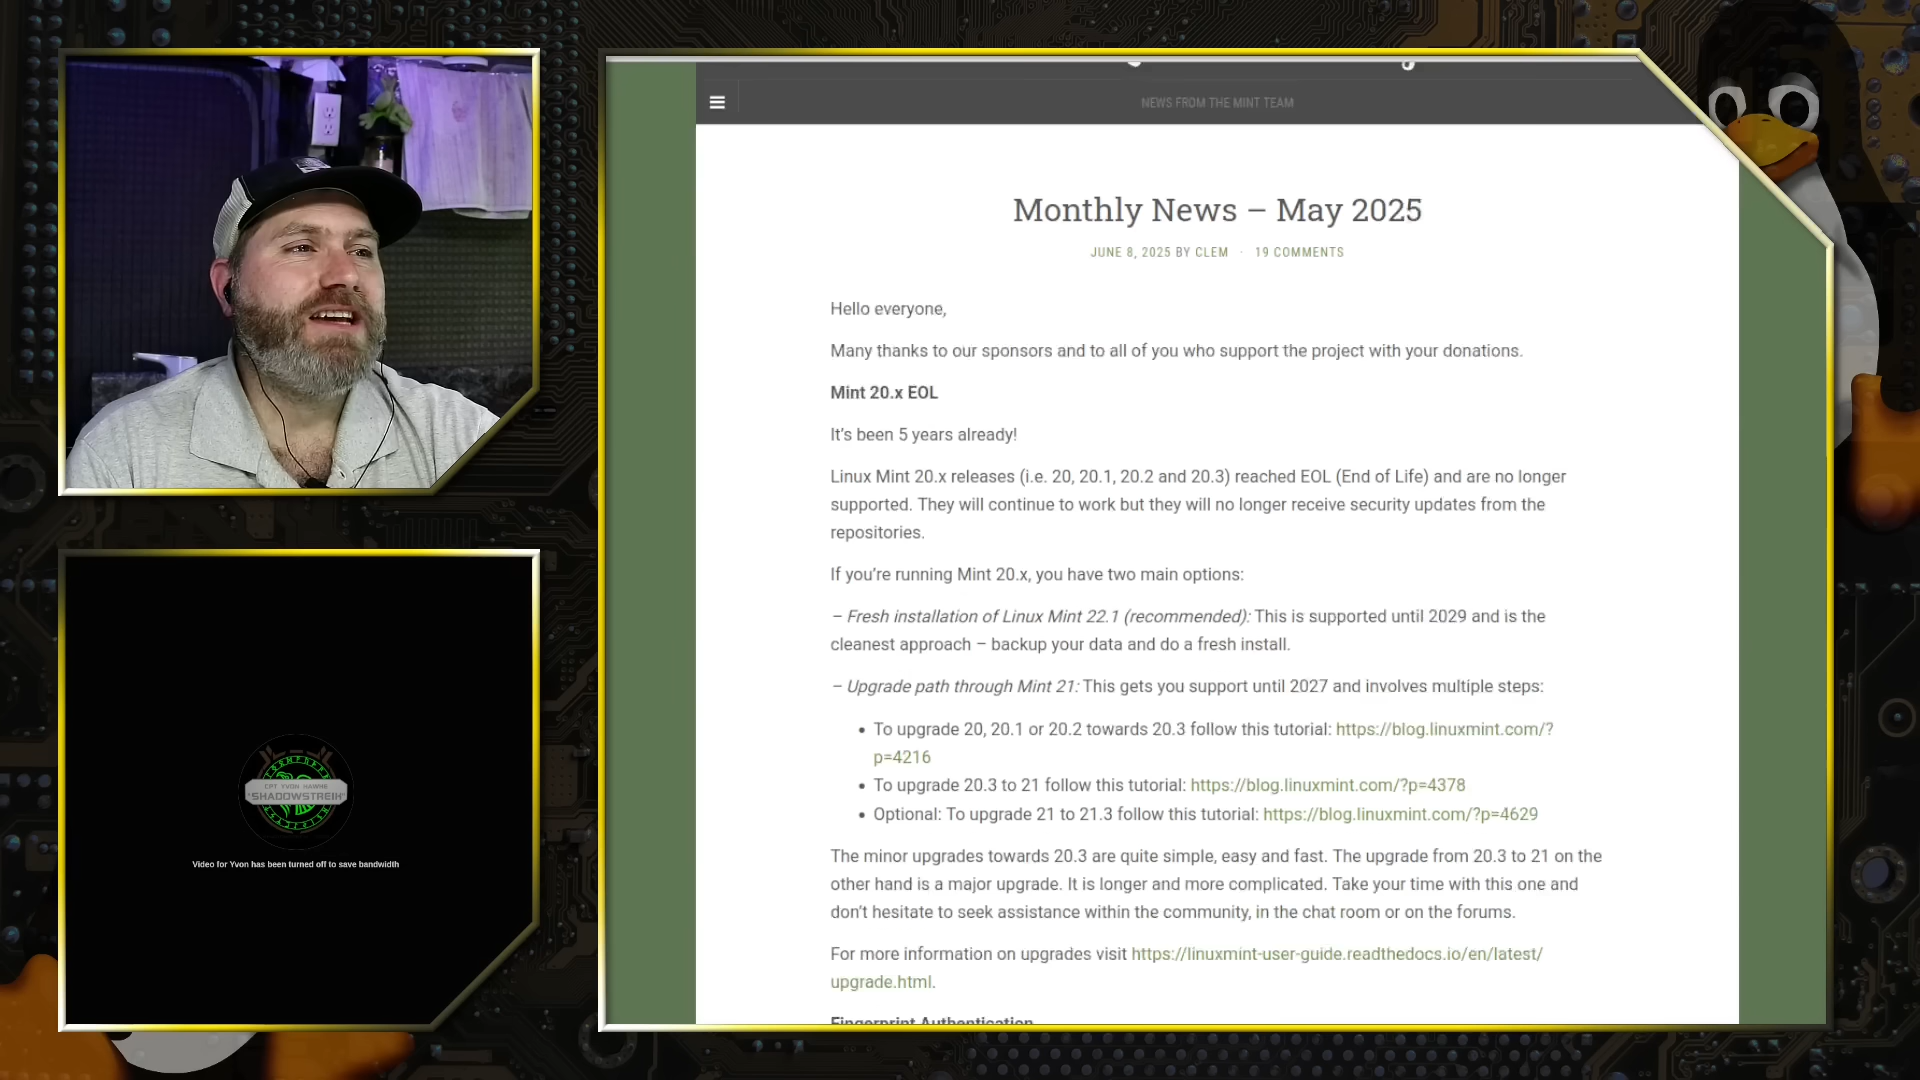 NEWS FROM THE MINT TEAM
Monthly News – May 2025
JUNE 8, 2025 BY CLEM · 19 COMMENTS
Hello everyone,
Many thanks to our sponsors and to all of you who support the project with your donations.
Mint 20.x EOL
It's been 5 years already!
Linux Mint 20.x releases (i.e. 20, 20.1, 20.2 and 20.3) reached EOL (End of Life) and are no longer
supported. They will continue to work but they will no longer receive security updates from the
repositories.
If you're running Mint 20.x, you have two main options:
– Fresh installation of Linux Mint 22.1 (recommended): This is supported until 2029 and is the
cleanest approach – backup your data and do a fresh install.
– Upgrade path through Mint 21: This gets you support until 2027 and involves multiple steps:
• To upgrade 20, 20.1 or 20.2 towards 20.3 follow this tutorial: https://blog.linuxmint.com/?
p=4216
• To upgrade 20.3 to 21 follow this tutorial: https://blog.linuxmint.com/?p=4378
• Optional: To upgrade 21 to 21.3 follow this tutorial: https://blog.linuxmint.com/?p=4629
The minor upgrades towards 20.3 are quite simple, easy and fast. The upgrade from 20.3 to 21 on the
other hand is a major upgrade. It is longer and more complicated. Take your time with this one and
don't hesitate to seek assistance within the community, in the chat room or on the forums.
For more information on upgrades visit https://linuxmint-user-guide.readthedocs.io/en/latest/
upgrade.html.
Fingerprint Authentication
CPT YVON HAWKE
"SHADOWSTREIK"
Video for Yvon has been turned off to save bandwidth